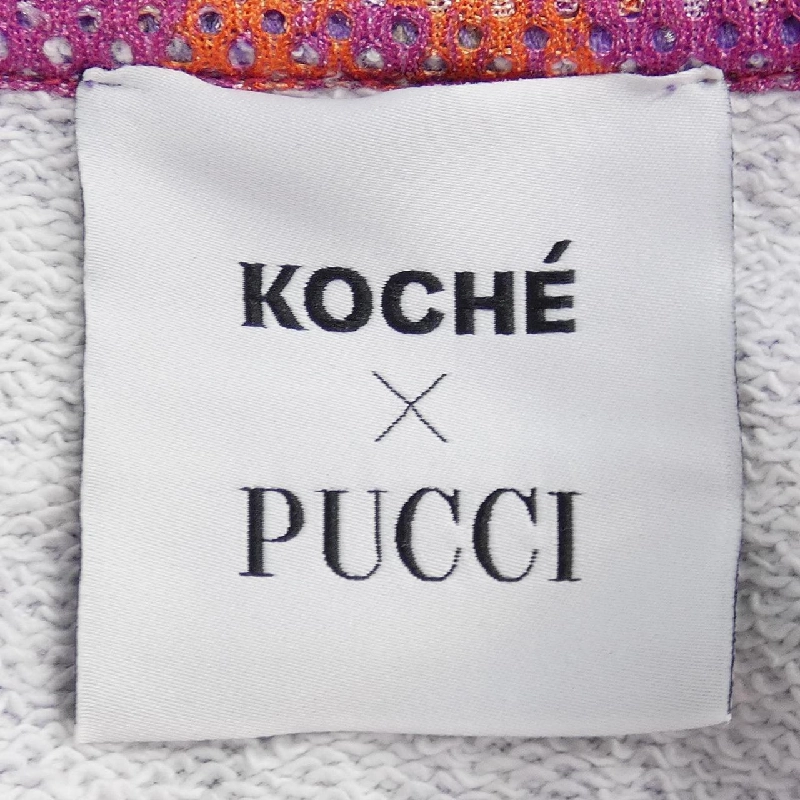 KOCHÉ
×
PUCCI